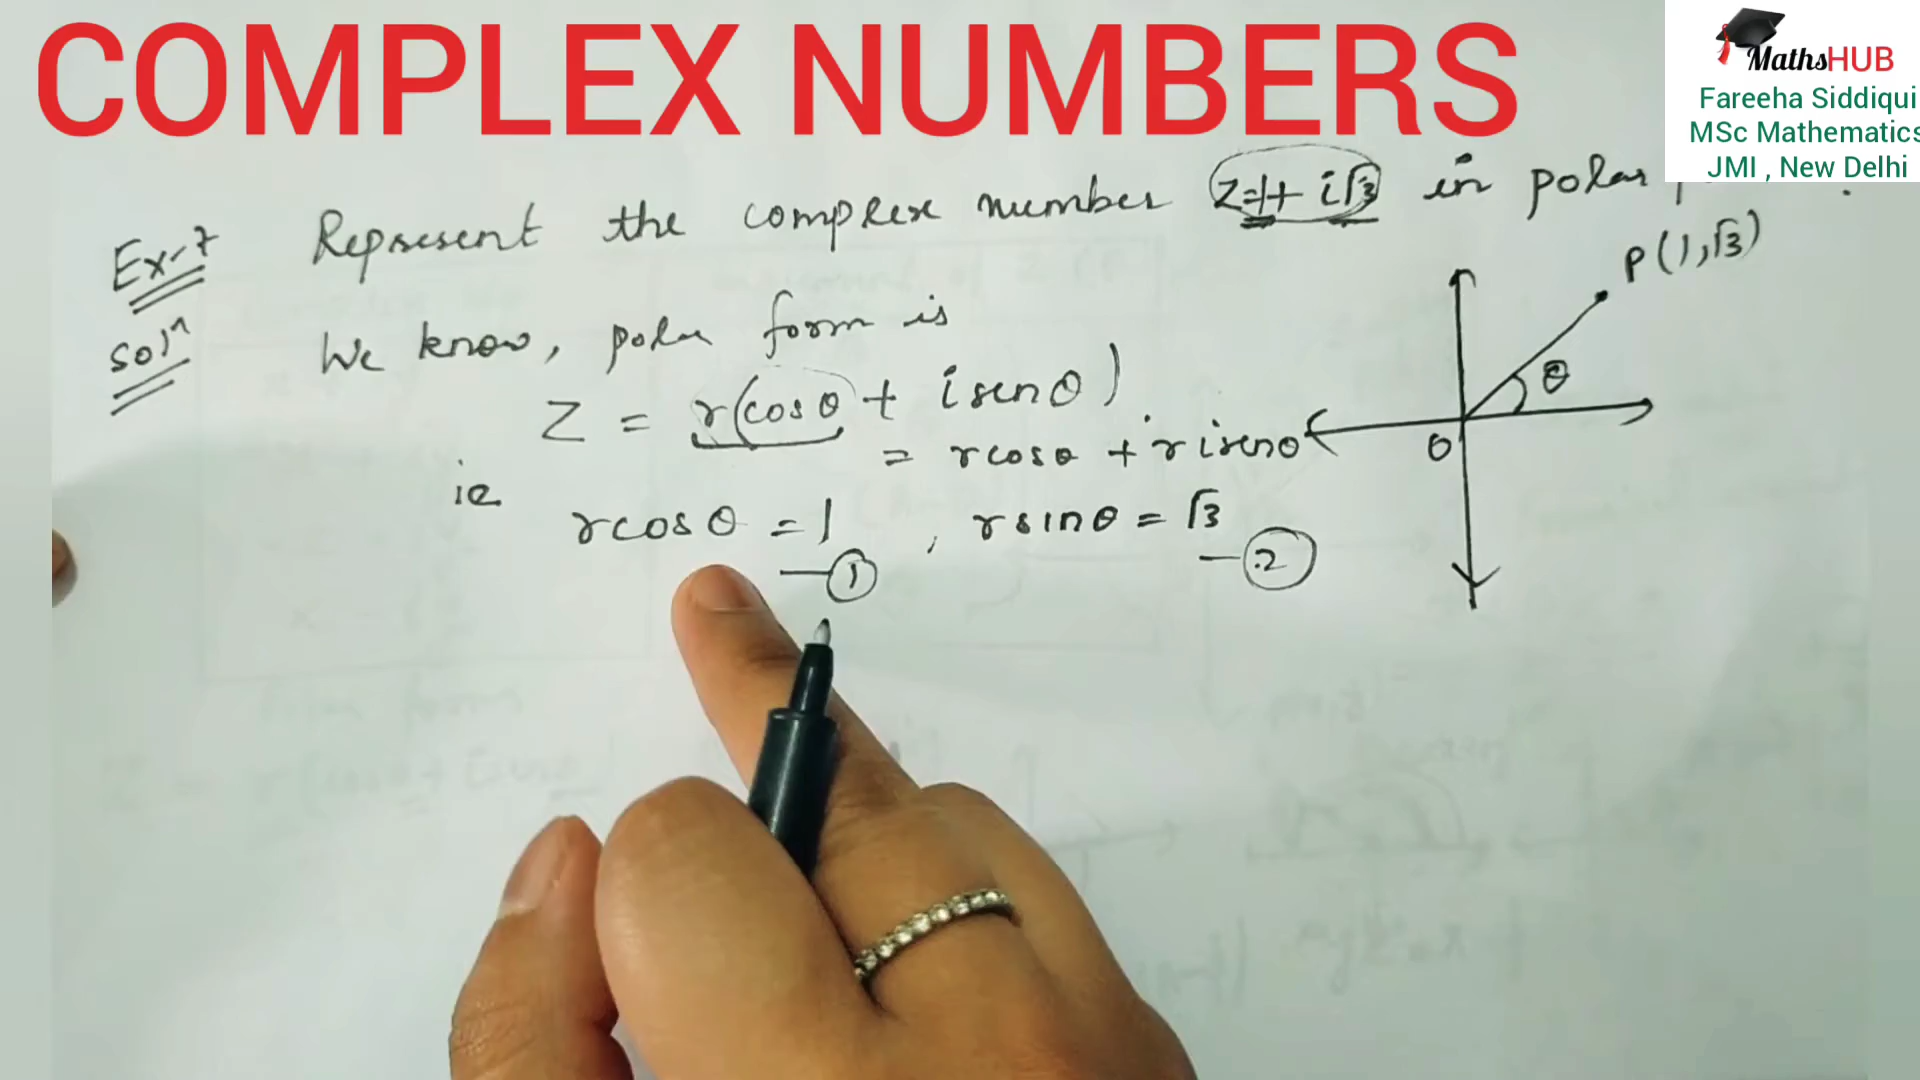 COMPLEX NUMBERS
MathsHUB
Fareeha Siddiqui
MSc Mathematics
JMI , New Delhi
Ex-7 Represent the complex number z=1+i√3 in polar
Solⁿ We know, polar form is
Z = r(cosθ + isinθ)
= rcosθ + risinθ
ie
rcosθ = 1 , rsinθ = √3
—① —②
P(1,√3)
θ
O